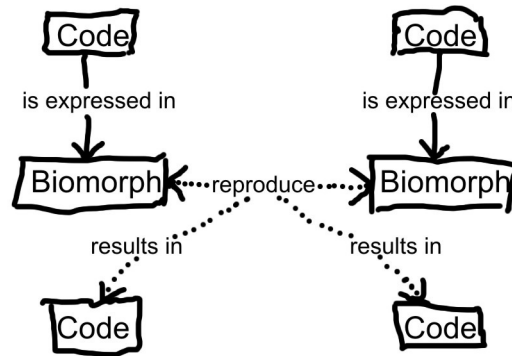 Code
Code
is expressed in
is expressed in
Biomorph
reproduce
Biomorph
results in
results in
Code
Code